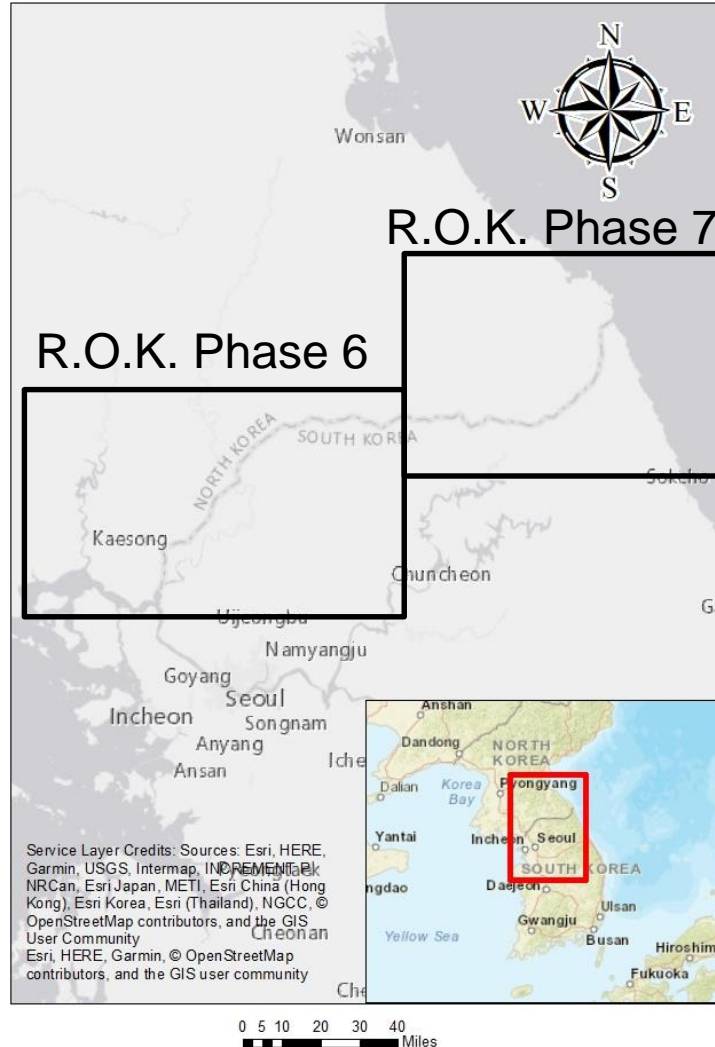 N
W
E
S
Wonsan
R.O.K. Phase 7
R.O.K. Phase 6
NORTH KOREA
SOUTH KOREA
Sokcho
Kaesong
Chuncheon
Uijeongbu
G
Namyangju
Goyang
Seoul
Incheon
Songnam
Anyang
Iche
Ansan
Service Layer Credits: Sources: Esri, HERE,
Garmin, USGS, Intermap, INCREMENT P,
NRCan, Esri Japan, METI, Esri China (Hong
Kong), Esri Korea, Esri (Thailand), NGCC, ©
OpenStreetMap contributors, and the GIS
User Community
Esri, HERE, Garmin, © OpenStreetMap
contributors, and the GIS user community
Cheonan
Che
Anshan
Dandong
NORTH
KOREA
Dalian
Korea
Bay
Pyongyang
Yantai
Incheon
Seoul
SOUTH KOREA
ngdao
Daejeon
Gwangju
Ulsan
Yellow Sea
Busan
Hiroshim
Fukuoka
0 5 10 20 30 40
Miles